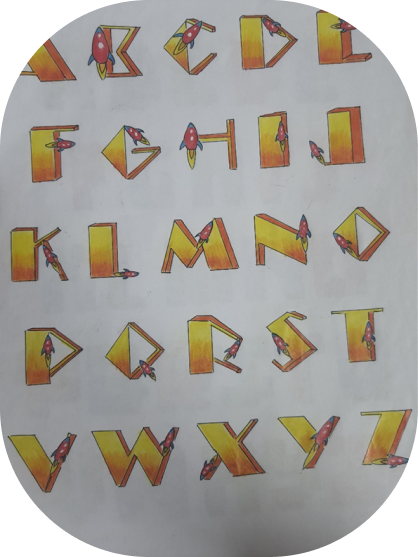 A B C D E
F G H I J
K L M N O
P Q R S T
V W X Y Z